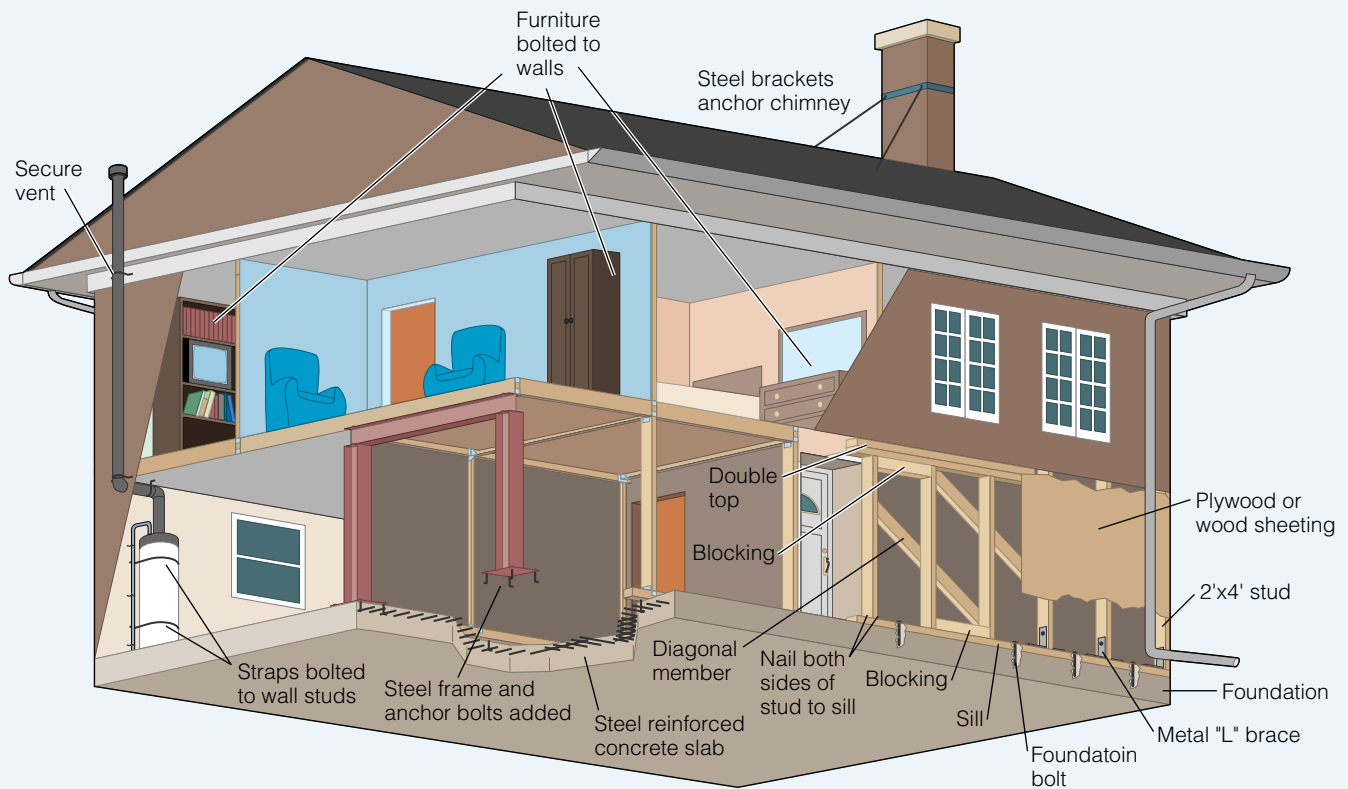 Furniture
bolted to
walls
Steel brackets
anchor chimney
Secure
vent
Double
top
Blocking
Plywood or
wood sheeting
2'x4' stud
Straps bolted
to wall studs
Steel frame and
anchor bolts added
Steel reinforced
concrete slab
Diagonal
member
Nail both
sides of
stud to sill
Blocking
Sill
Foundatoin
bolt
Metal "L" brace
Foundation